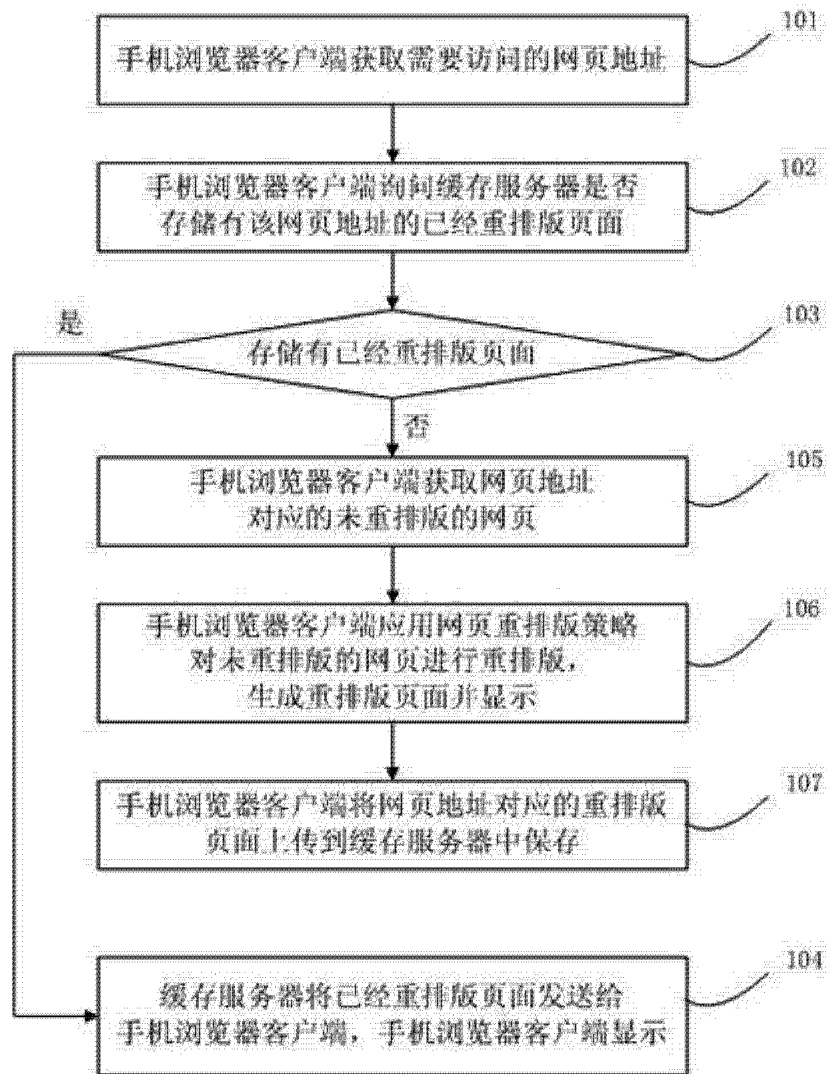 101
手机浏览器客户端获取需要访问的网页地址
102
手机浏览器客户端询问缓存服务器是否
存储有该网页地址的已经重排版页面
103
是
存储有已经重排版页面
否
105
手机浏览器客户端获取网页地址
对应的未重排版的网页
106
手机浏览器客户端应用网页重排版策略
对未重排版的网页进行重排版，
生成重排版页面并显示
107
手机浏览器客户端将网页地址对应的重排版
页面上传到缓存服务器中保存
104
缓存服务器将已经重排版页面发送给
手机浏览器客户端，手机浏览器客户端显示